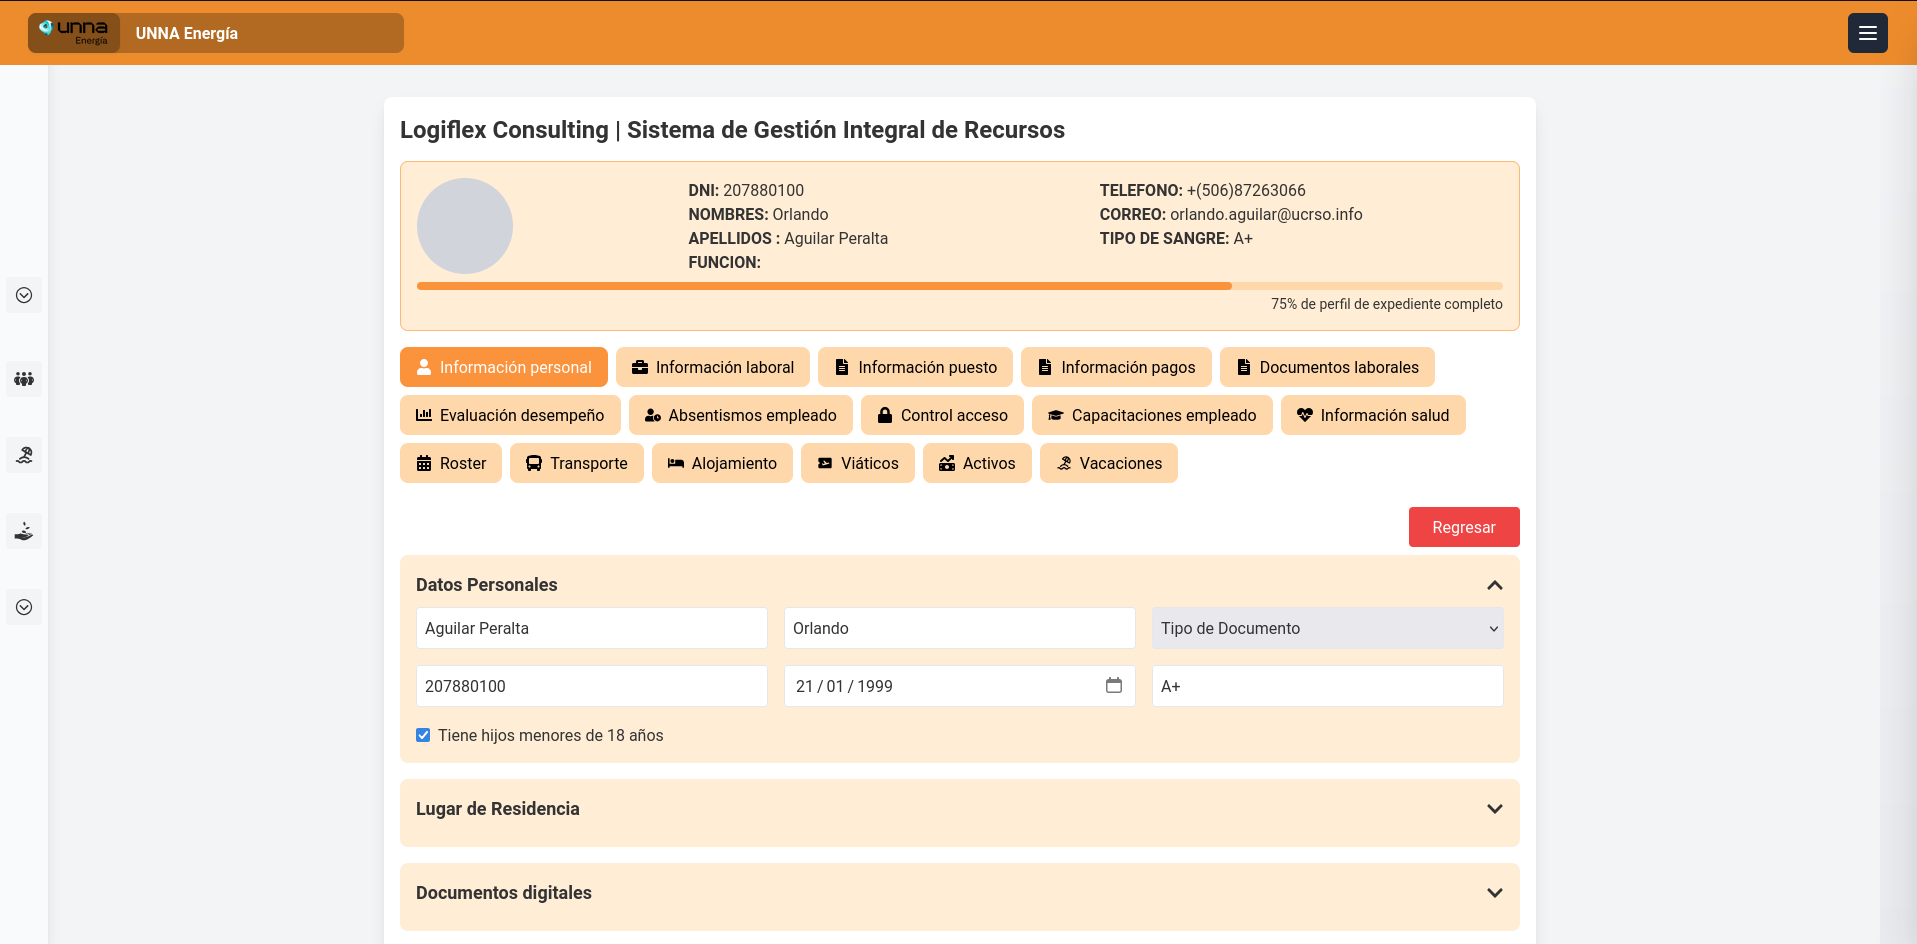 unna
Energía
UNNA Energía
Logiflex Consulting | Sistema de Gestión Integral de Recursos
DNI: 207880100
NOMBRES: Orlando
APELLIDOS : Aguilar Peralta
FUNCION:
TELEFONO: +(506)87263066
CORREO: orlando.aguilar@ucrso.info
TIPO DE SANGRE: A+
75% de perfil de expediente completo
Información personal Información laboral Información puesto Información pagos Documentos laborales
Evaluación desempeño Absentismos empleado Control acceso Capacitaciones empleado Información salud
Roster Transporte Alojamiento Viáticos Activos Vacaciones
Regresar
Datos Personales
Aguilar Peralta Orlando Tipo de Documento
207880100 21 / 01 / 1999 A+
Tiene hijos menores de 18 años
Lugar de Residencia
Documentos digitales